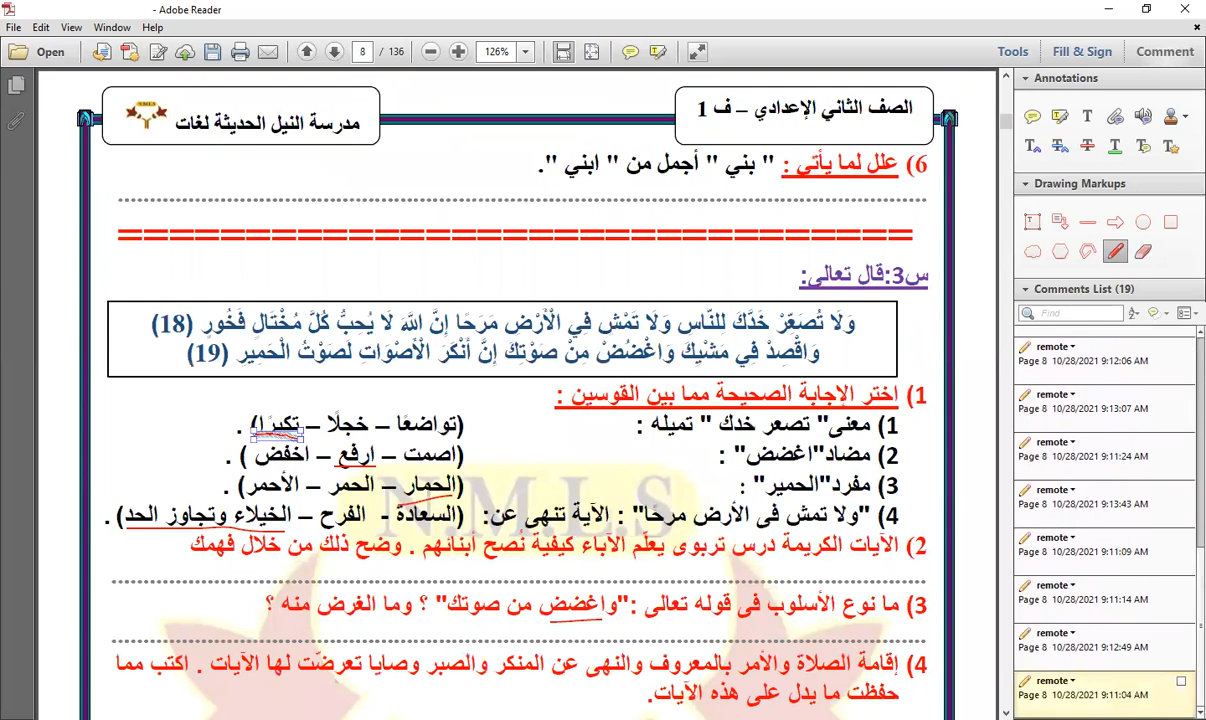 - Adobe Reader
File Edit View Window Help
Open 8 / 136 126% Tools Fill & Sign Comment
الصف الثاني الإعدادي – ف 1
مدرسة النيل الحديثة لغات
6) علل لما يأتي : " بني " أجمل من " ابني ".
س3:قال تعالى:
وَلَا تُصَعِّرْ خَدَّكَ لِلنَّاسِ وَلَا تَمْشِ فِي الْأَرْضِ مَرَحًا إِنَّ اللَّهَ لَا يُحِبُّ كُلَّ مُخْتَالٍ فَخُورٍ (18)
وَاقْصِدْ فِي مَشْيِكَ وَاغْضُضْ مِنْ صَوْتِكَ إِنَّ أَنْكَرَ الْأَصْوَاتِ لَصَوْتُ الْحَمِيرِ (19)
1) اختر الإجابة الصحيحة مما بين القوسين :
1) معنى" تصعر خدك " تميله : (تواضعًا – خجلًا – تكبرًا) .
2) مضاد"اغضض": (اصمت – ارفع – اخفض ) .
3) مفرد"الحمير": (الحمار – الحمر – الأحمر) .
4) "ولا تمش فى الأرض مرحًا" : الآية تنهى عن: (السعادة - الفرح – الخيلاء وتجاوز الحد) .
2) الآيات الكريمة درس تربوى يعلّم الآباء كيفية نُصح أبنائهم . وضح ذلك من خلال فهمك
3) ما نوع الأسلوب فى قوله تعالى :"واغضض من صوتك" ؟ وما الغرض منه ؟
4) إقامة الصلاة والأمر بالمعروف والنهى عن المنكر والصبر وصايا تعرضّت لها الآيات . اكتب مما
حفظت ما يدل على هذه الآيات.
N.M.L.S
Annotations
Drawing Markups
Comments List (19)
Find
remote
Page 8 10/28/2021 9:12:06 AM
remote
Page 8 10/28/2021 9:13:07 AM
remote
Page 8 10/28/2021 9:11:24 AM
remote
Page 8 10/28/2021 9:13:43 AM
remote
Page 8 10/28/2021 9:11:09 AM
remote
Page 8 10/28/2021 9:11:14 AM
remote
Page 8 10/28/2021 9:12:49 AM
remote
Page 8 10/28/2021 9:11:04 AM